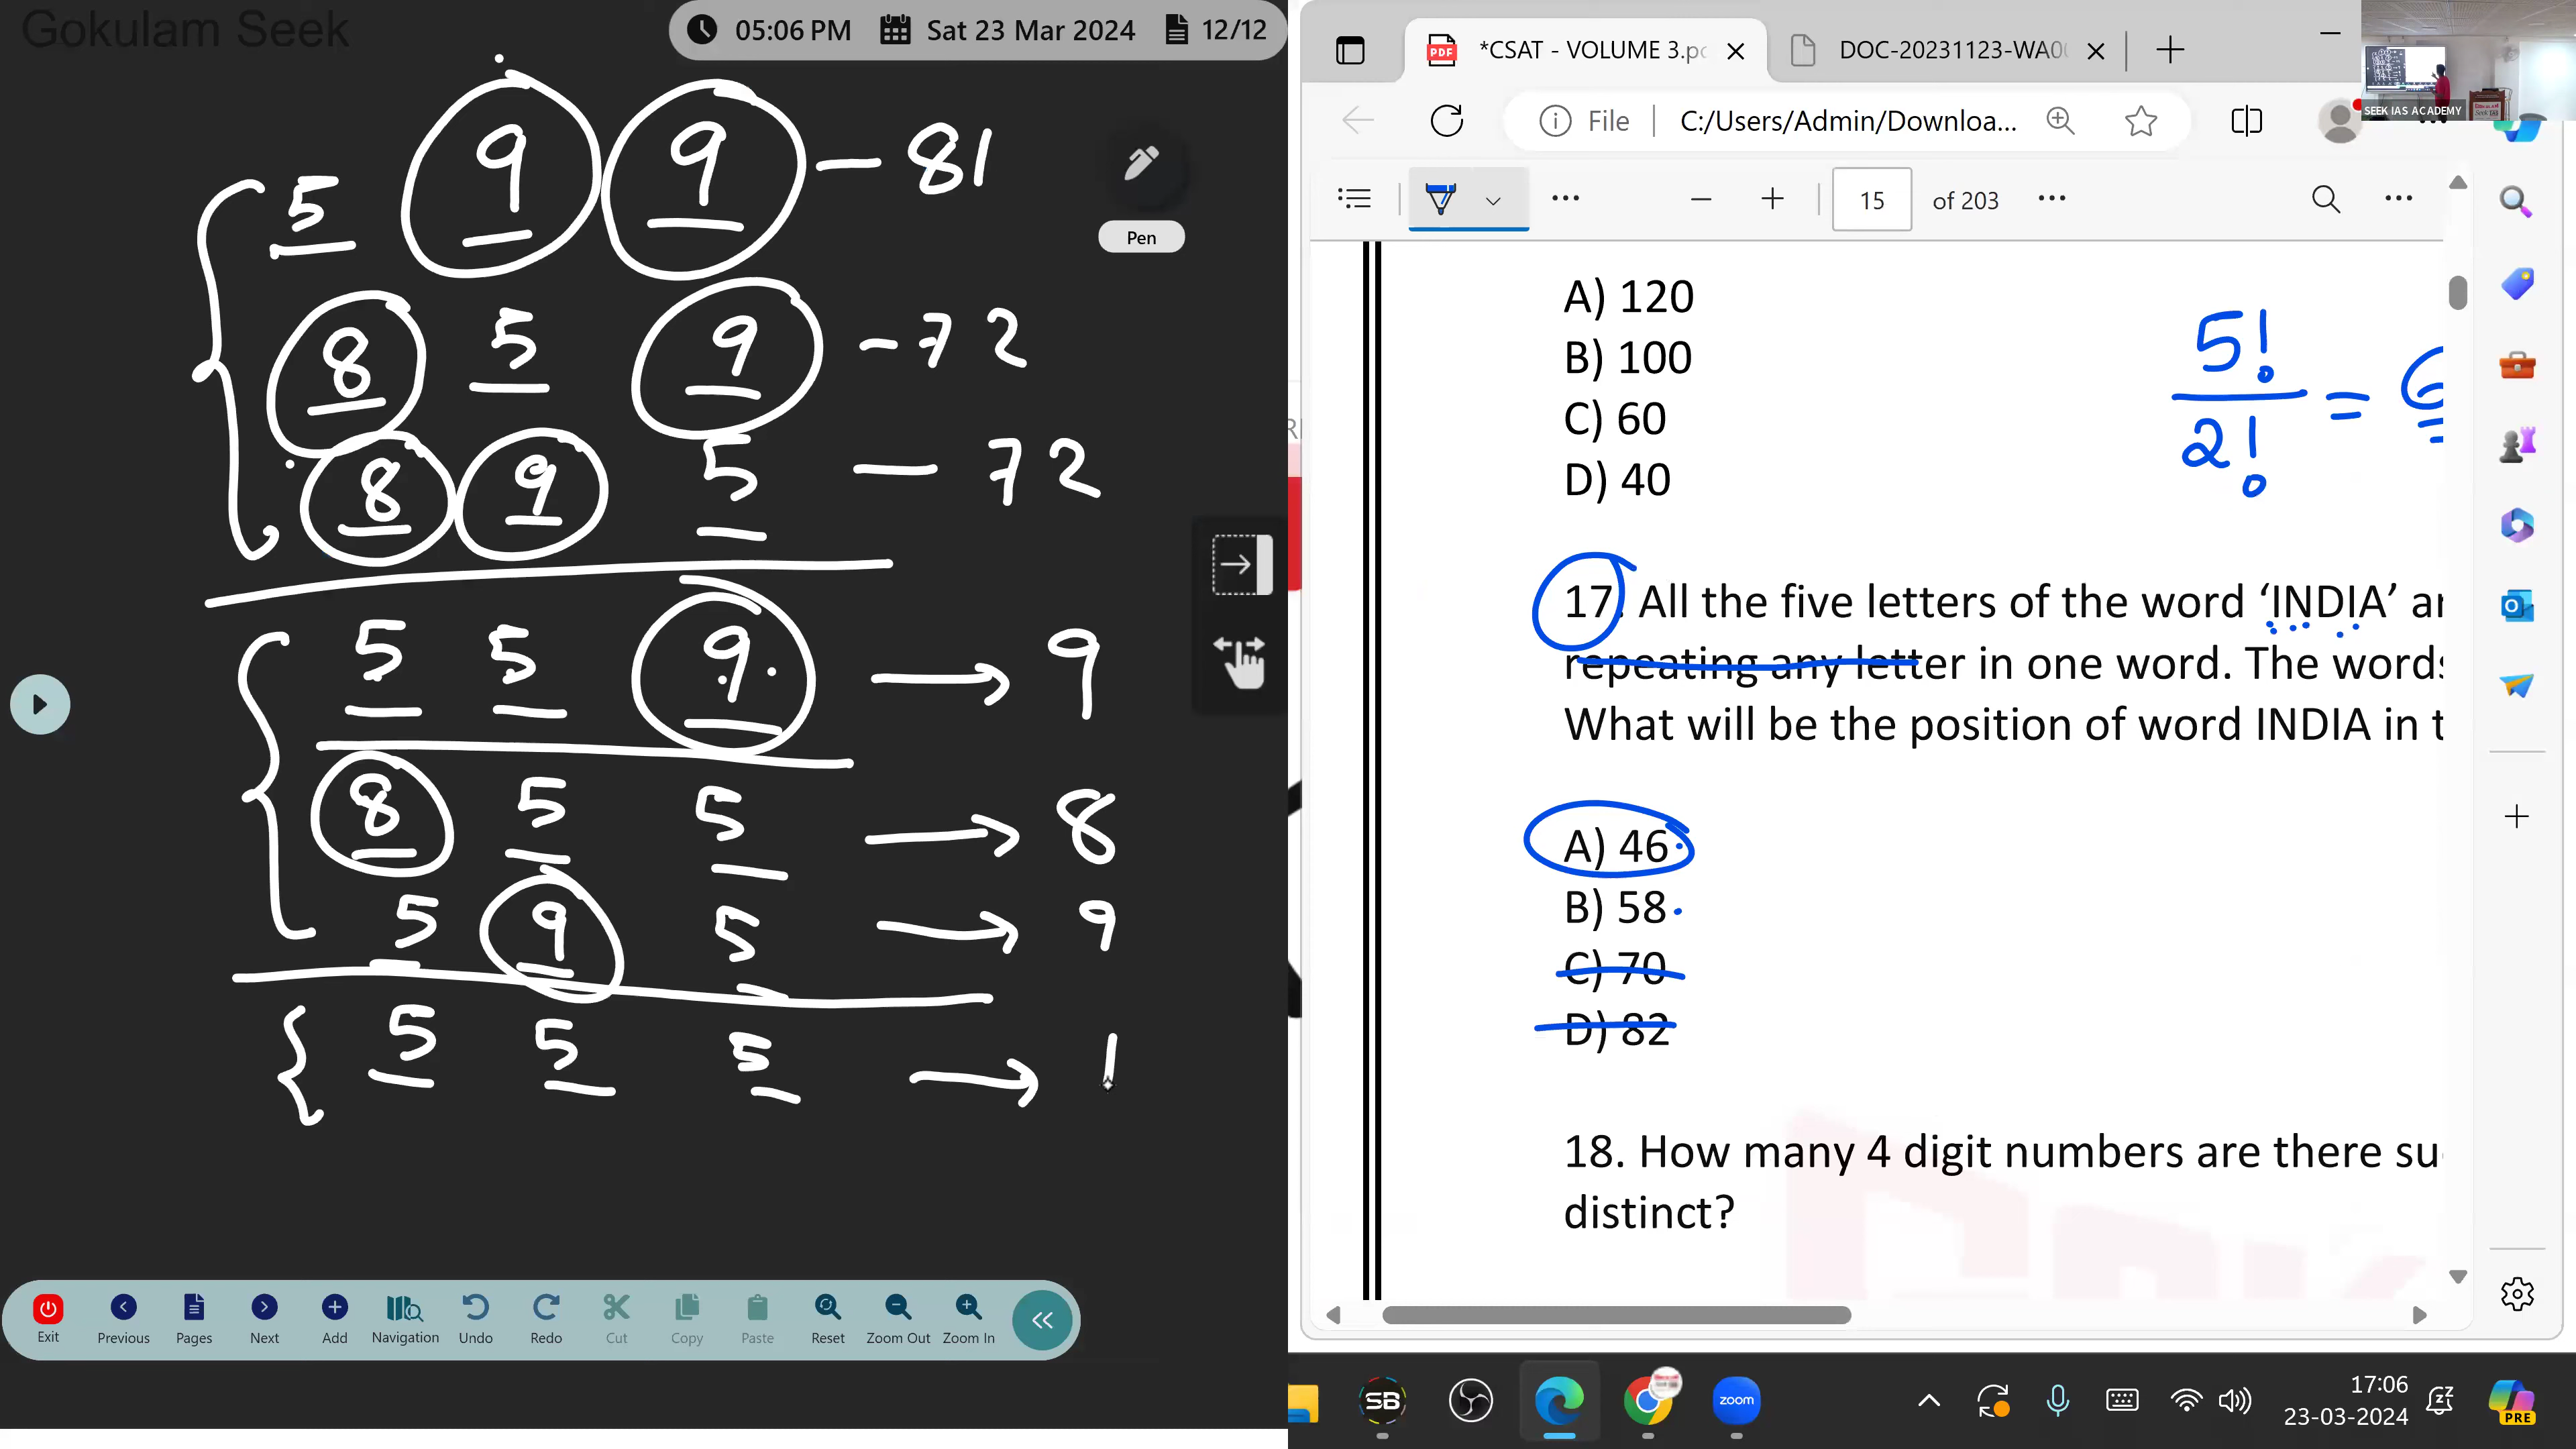 Gokulam Seek
05:06 PM Sat 23 Mar 2024 12/12
Pen
5 9 9 - 81
8 5 9 - 72
8 9 5 - 72
5 5 9 → 9
8 5 5 → 8
5 9 5 → 9
5 5 5 → 1
Exit Previous Pages Next Add Navigation Undo Redo Cut Copy Paste Reset Zoom Out Zoom In
*CSAT - VOLUME 3.p
DOC-20231123-WA0
SEEK IAS ACADEMY
File C:/Users/Admin/Downloa...
15 of 203
A) 120
B) 100
C) 60
D) 40
5!
2!
=
17. All the five letters of the word ‘INDIA’ ar
repeating any letter in one word. The words
What will be the position of word INDIA in t
A) 46
B) 58
C) 70
D) 82
18. How many 4 digit numbers are there su
distinct?
SB zoom
17:06
23-03-2024
PRE